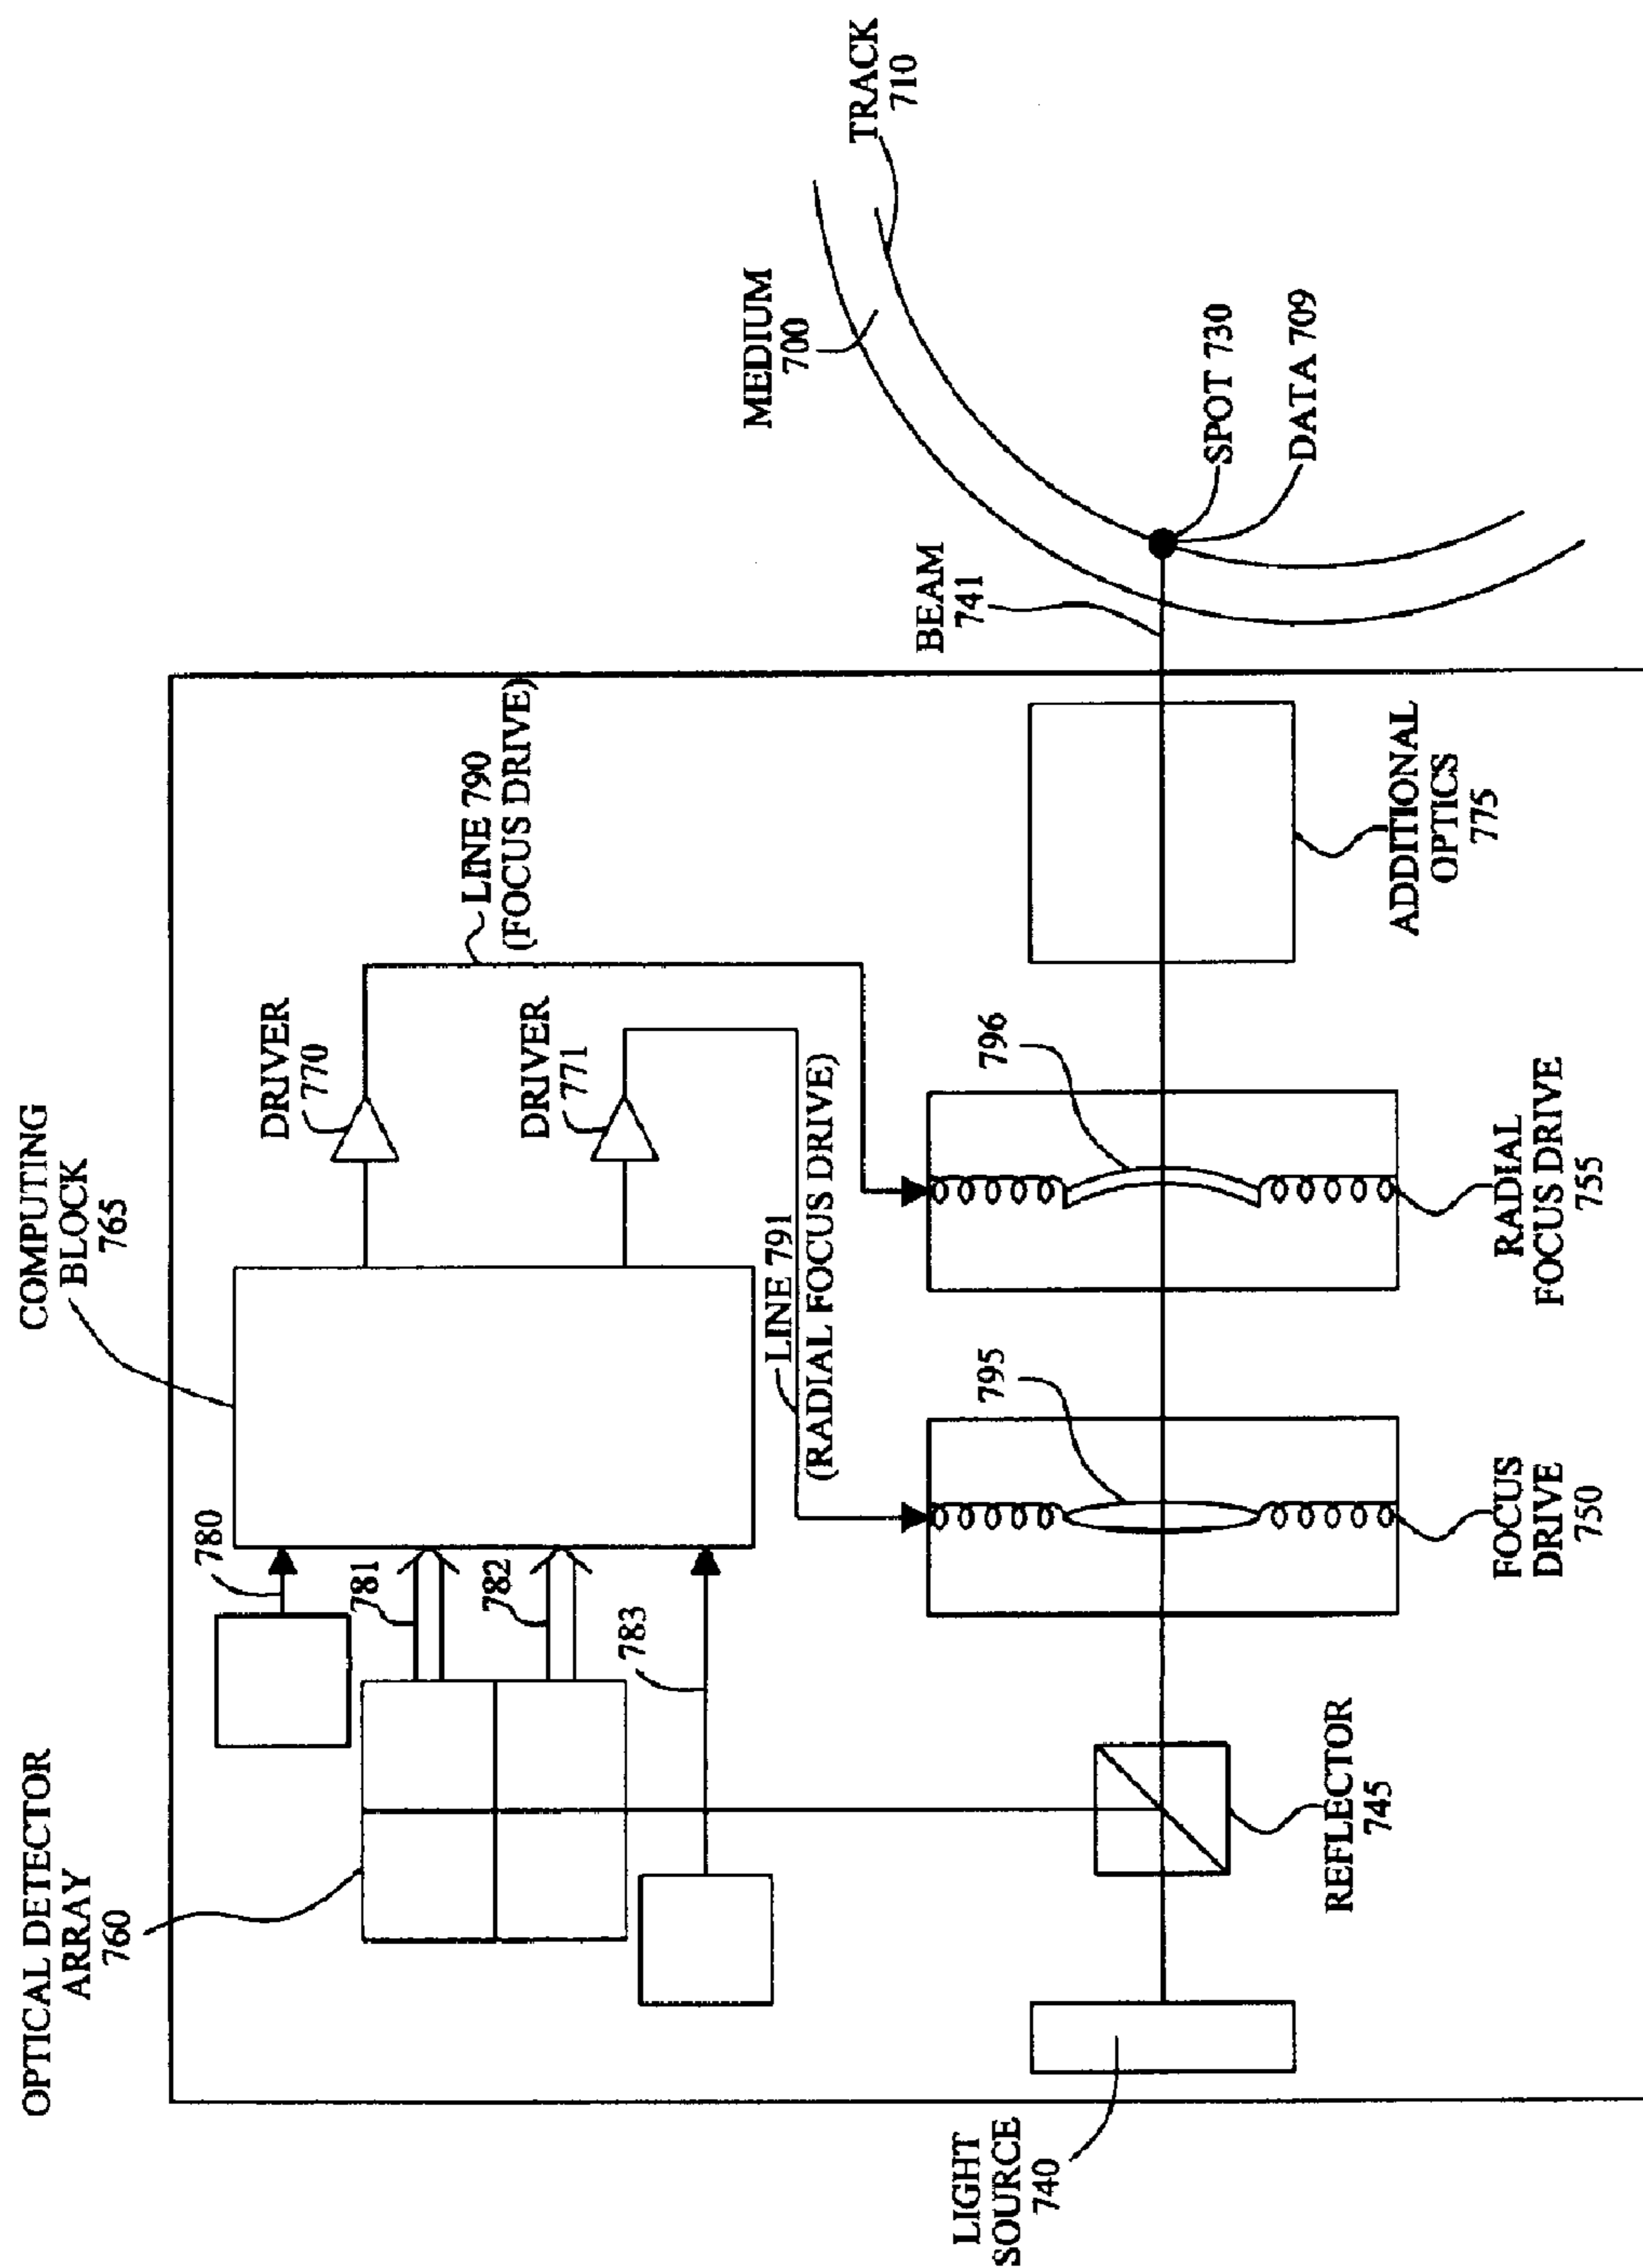 OPTICAL DETECTOR
ARRAY
760
COMPUTING
BLOCK
765
780
781
782
783
DRIVER
770
DRIVER
771
LINE 790
(FOCUS DRIVE)
LINE 791
(RADIAL FOCUS DRIVE)
MEDIUM
700
TRACK
710
BEAM
741
SPOT 730
DATA 709
795
796
LIGHT
SOURCE
740
REFLECTOR
745
FOCUS
DRIVE
750
RADIAL
FOCUS DRIVE
755
ADDITIONAL
OPTICS
775